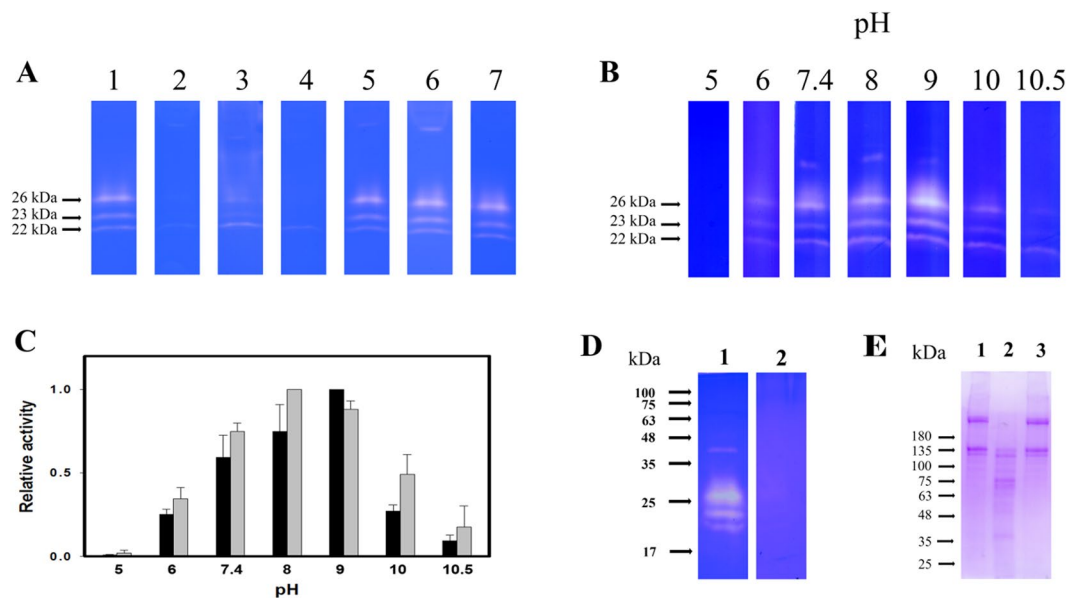 pH
A 1 2 3 4 5 6 7
26 kDa
23 kDa
22 kDa
B 5 6 7.4 8 9 10 10.5
26 kDa
23 kDa
22 kDa
C
Relative activity
1.0
0.5
0.0
5 6 7.4 8 9 10 10.5
pH
D kDa 1 2
100
75
63
48
35
25
17
E kDa 1 2 3
180
135
100
75
63
48
35
25